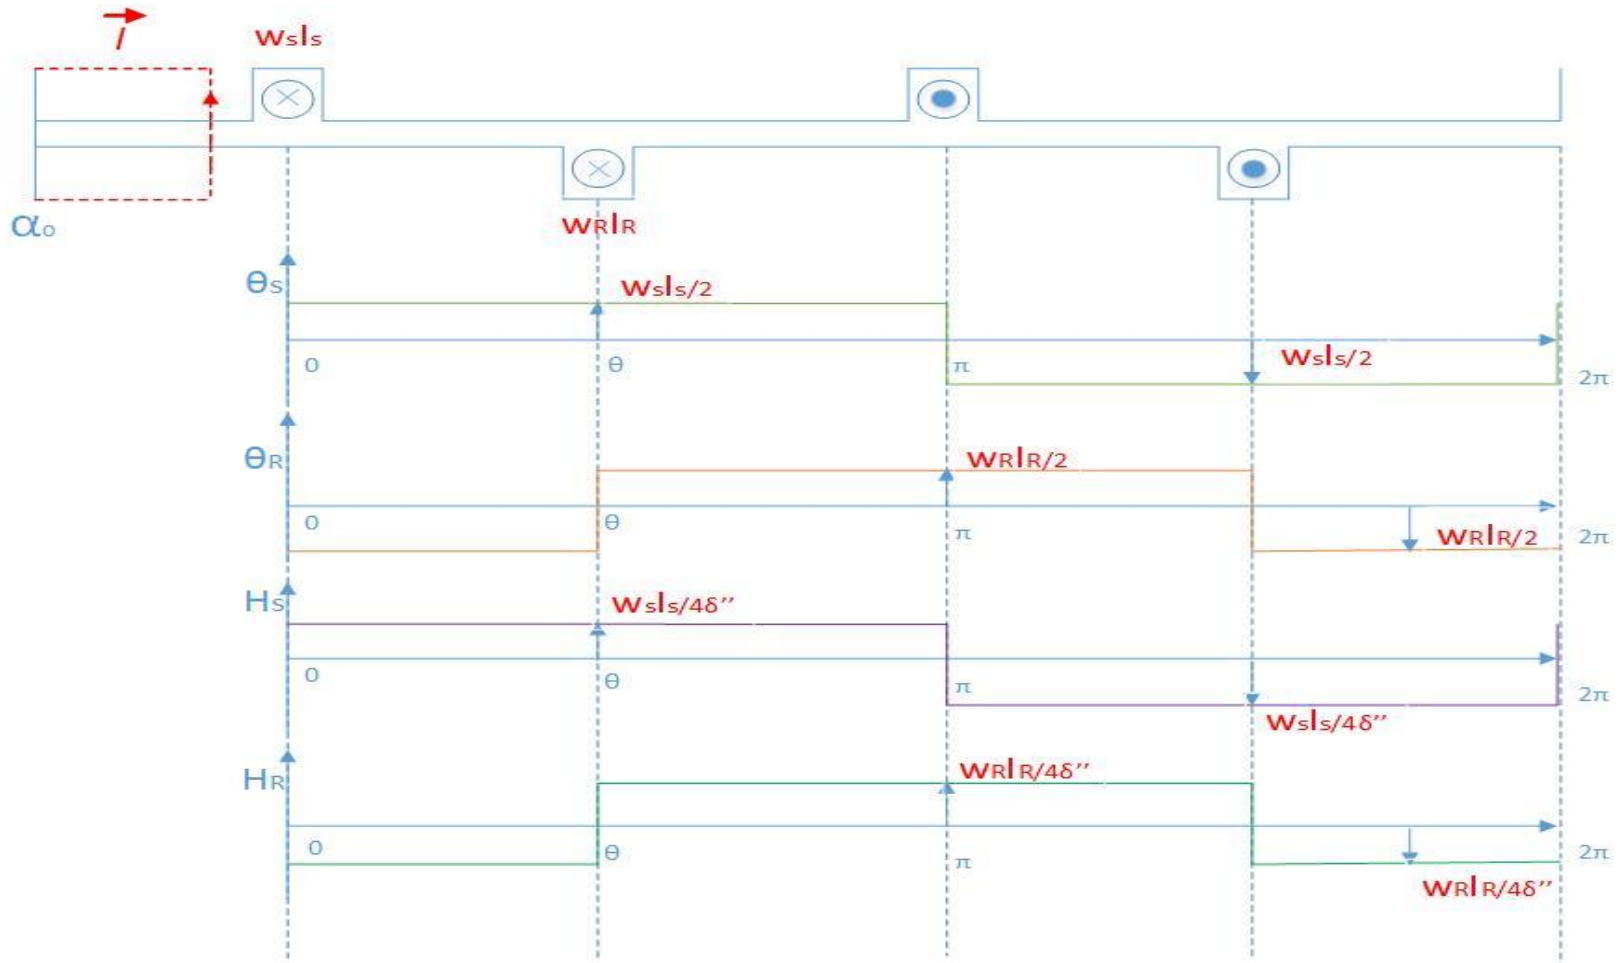 l
wsIs
αo
wRIR
θS
wsIs/2
0
θ
π
wsIs/2
2π
θR
wRIR/2
0
θ
π
wRIR/2
2π
HS
wsIs/4δ’’
0
θ
π
2π
wsIs/4δ’’
HR
wRIR/4δ’’
0
θ
π
2π
wRIR/4δ’’